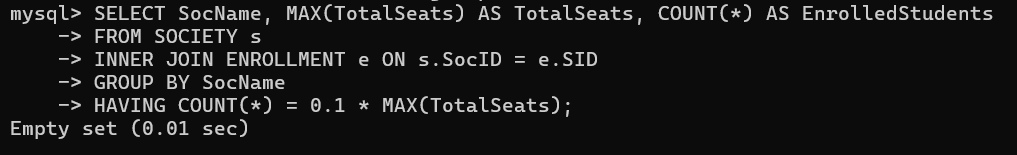 mysql> SELECT SocName, MAX(TotalSeats) AS TotalSeats, COUNT(*) AS EnrolledStudents
    -> FROM SOCIETY s
    -> INNER JOIN ENROLLMENT e ON s.SocID = e.SID
    -> GROUP BY SocName
    -> HAVING COUNT(*) = 0.1 * MAX(TotalSeats);
Empty set (0.01 sec)